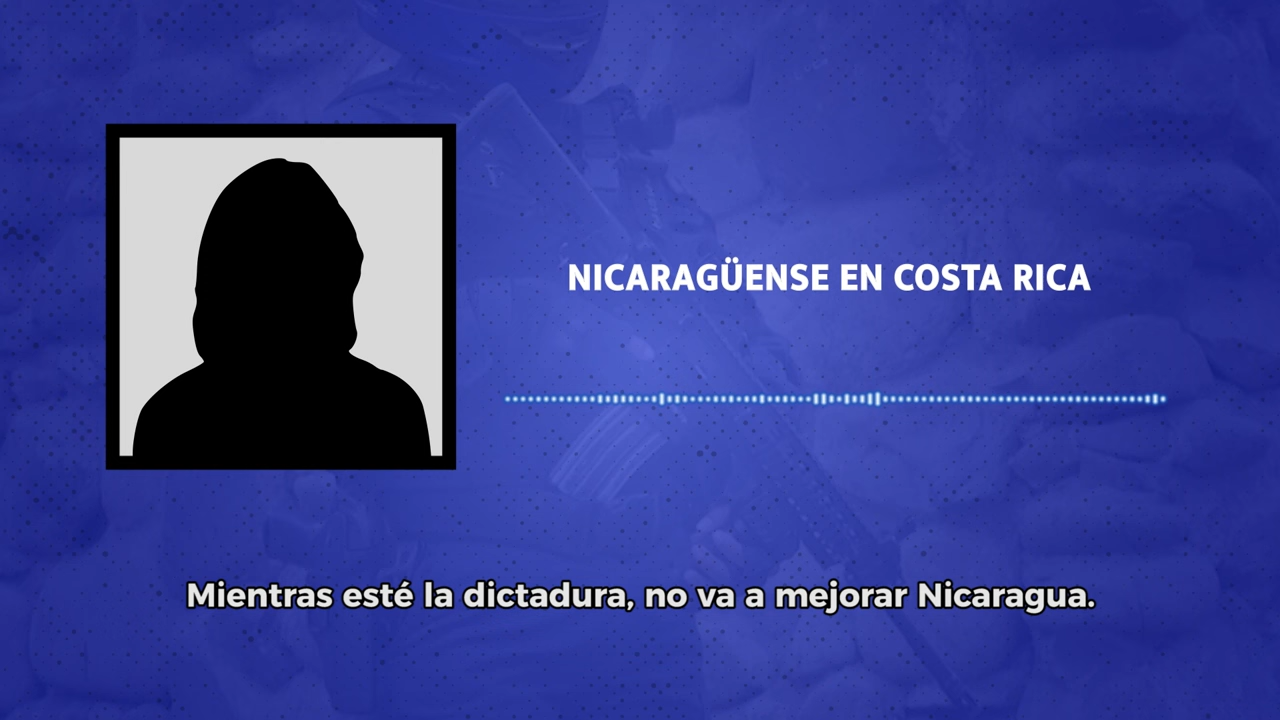 NICARAGÜENSE EN COSTA RICA
Mientras esté la dictadura, no va a mejorar Nicaragua.